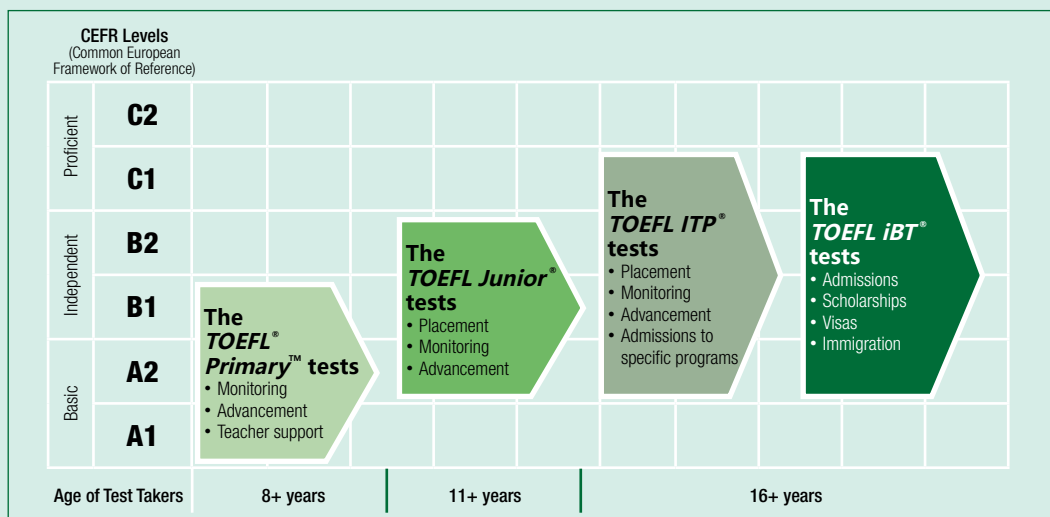 CEFR Levels
(Common European
Framework of Reference)
Proficient
C2
C1
Independent
B2
B1
Basic
A2
A1
The
TOEFL®
Primary™ tests
• Monitoring
• Advancement
• Teacher support
The
TOEFL Junior®
tests
• Placement
• Monitoring
• Advancement
The
TOEFL ITP®
tests
• Placement
• Monitoring
• Advancement
• Admissions to
specific programs
The
TOEFL iBT®
tests
• Admissions
• Scholarships
• Visas
• Immigration
Age of Test Takers
8+ years
11+ years
16+ years